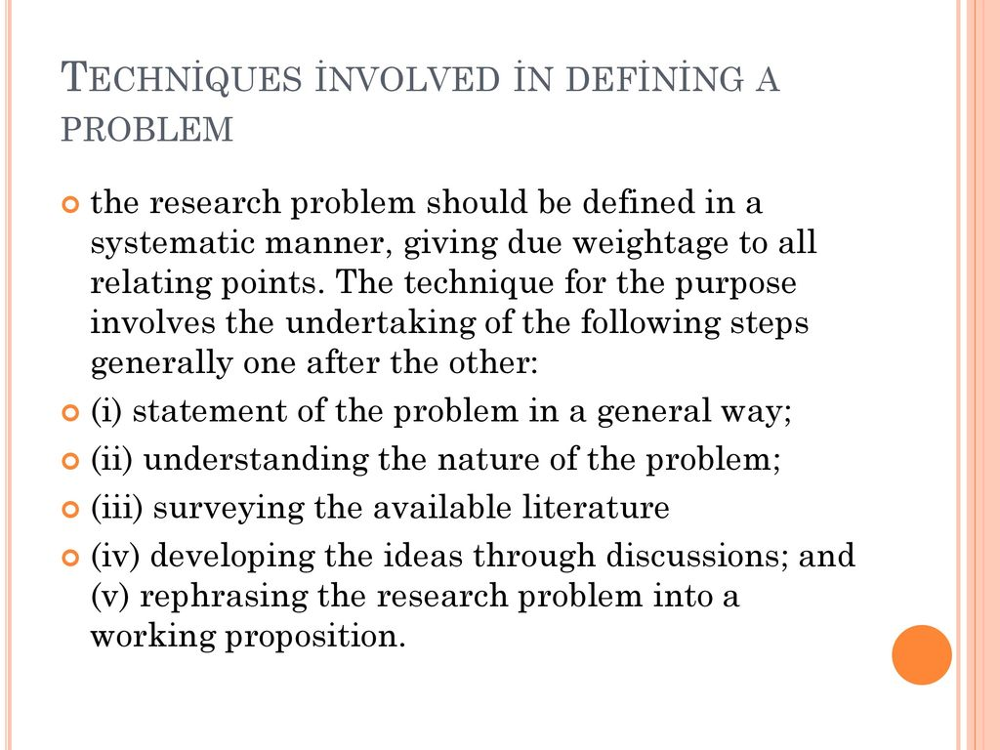 TECHNİQUES İNVOLVED İN DEFİNİNG A
PROBLEM
the research problem should be defined in a
systematic manner, giving due weightage to all
relating points. The technique for the purpose
involves the undertaking of the following steps
generally one after the other:
(i) statement of the problem in a general way;
(ii) understanding the nature of the problem;
(iii) surveying the available literature
(iv) developing the ideas through discussions; and
(v) rephrasing the research problem into a
working proposition.